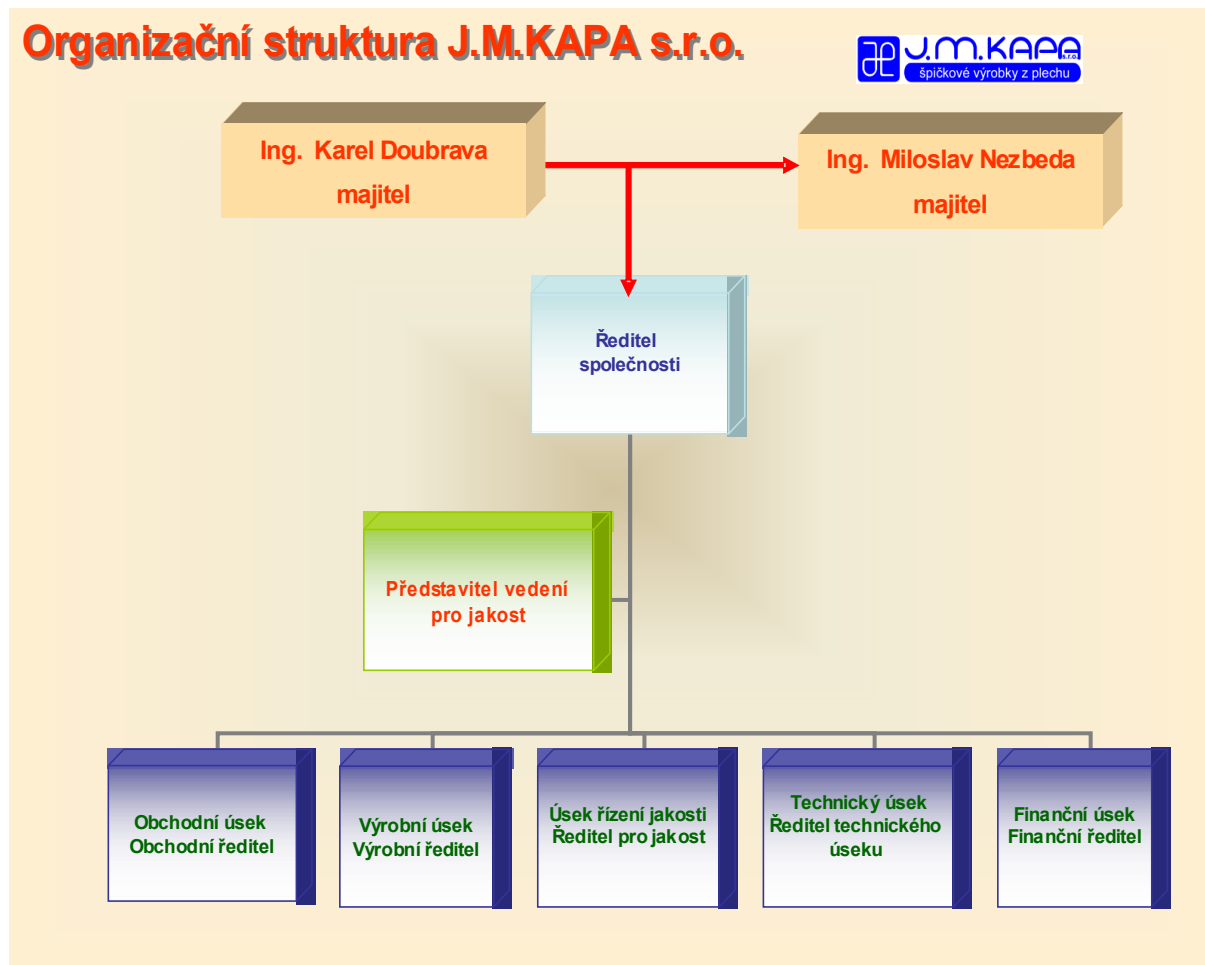 Organizační struktura J.M.KAPA s.r.o.
J.M.KAPA s.r.o.
špičkové výrobky z plechu
Ing. Karel Doubrava
majitel
Ing. Miloslav Nezbeda
majitel
Ředitel
společnosti
Představitel vedení
pro jakost
Obchodní úsek
Obchodní ředitel
Výrobní úsek
Výrobní ředitel
Úsek řízení jakosti
Ředitel pro jakost
Technický úsek
Ředitel technického
úseku
Finanční úsek
Finanční ředitel